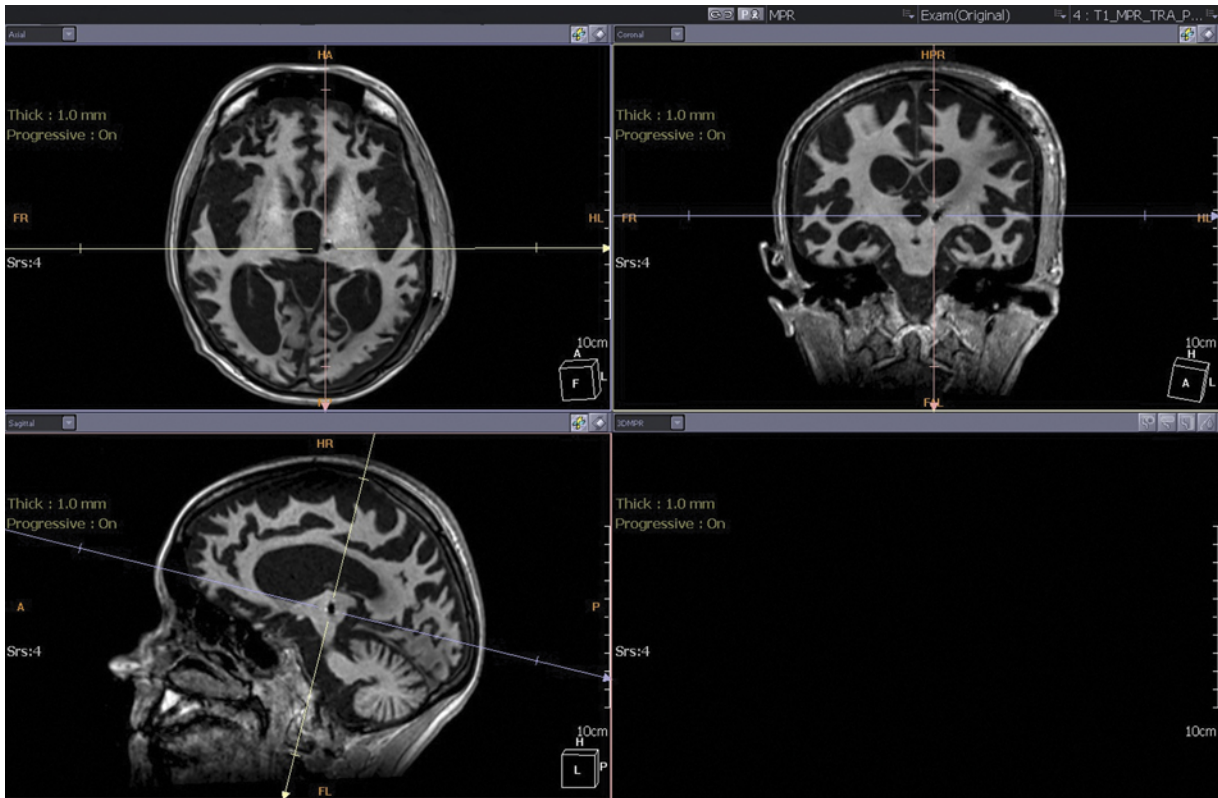 MPR Exam(Original) 4 : T1_MPR_TRA_P...
Axial
HA
Thick : 1.0 mm
Progressive : On
FR
HL
Srs:4
10cm
A
F
L
Coronal
HPR
Thick : 1.0 mm
Progressive : On
FR
HL
Srs:4
10cm
H
A
L
Sagittal
HR
Thick : 1.0 mm
Progressive : On
A
P
Srs:4
10cm
H
L
P
FL
3DMPR
Thick : 1.0 mm
Progressive : On
Srs:4
10cm